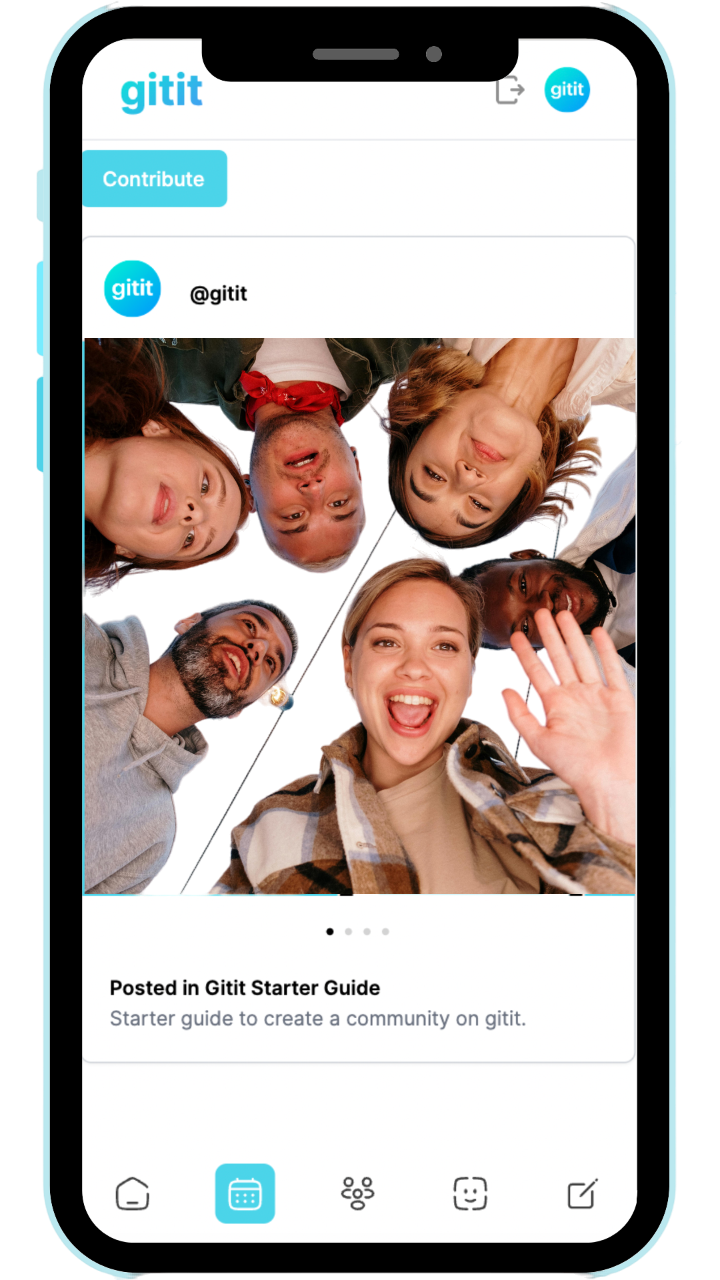 gitit
gitit
Contribute
gitit
@gitit
Posted in Gitit Starter Guide
Starter guide to create a community on gitit.